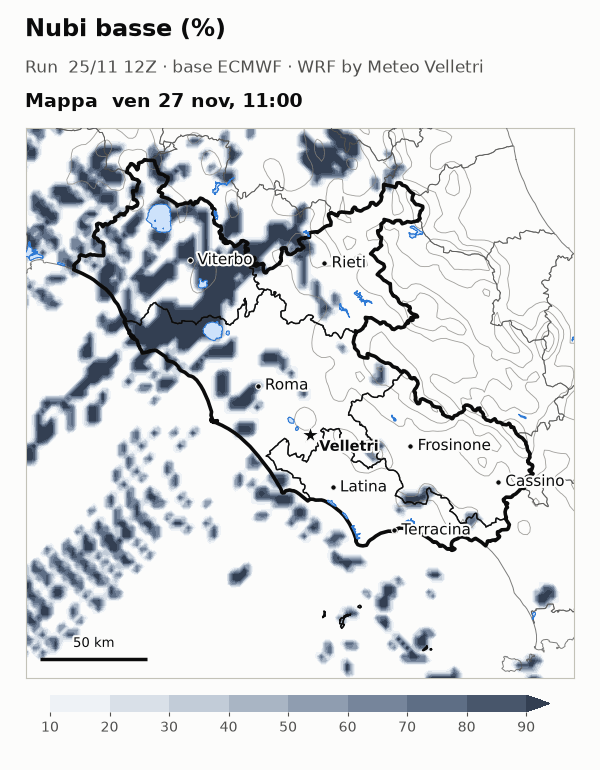 Nubi basse (%)
Run  25/11 12Z · base ECMWF · WRF by Meteo Velletri
Mappa  ven 27 nov, 11:00
Viterbo
Rieti
Roma
Velletri
Frosinone
Latina
Cassino
Terracina
50 km
10 20 30 40 50 60 70 80 90